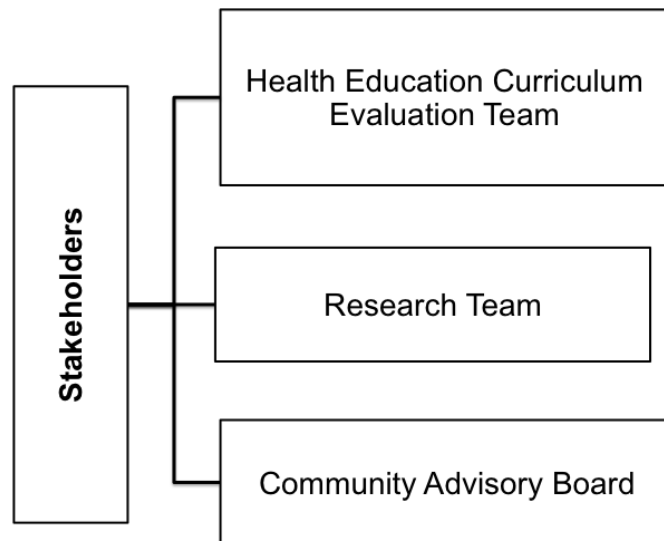 Stakeholders
Health Education Curriculum
Evaluation Team
Research Team
Community Advisory Board